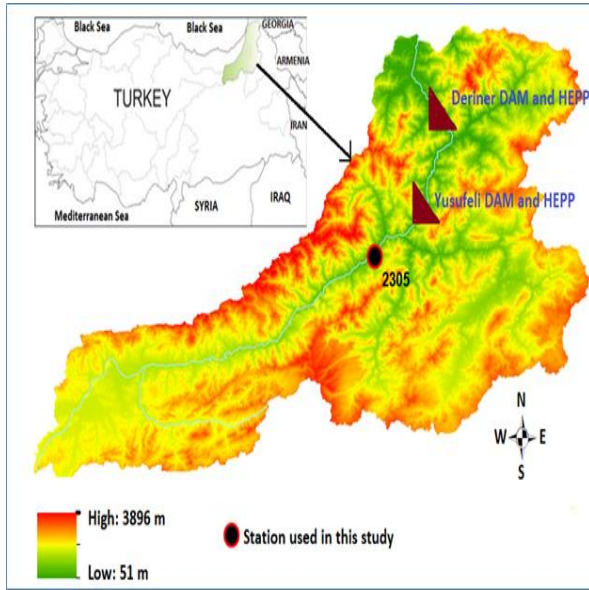 Black Sea
Black Sea
GEORGIA
ARMENIA
TURKEY
IRAN
SYRIA
IRAQ
Mediterranean Sea
Deriner DAM and HEPP
Yusufeli DAM and HEPP
2305
N
W E
S
High: 3896 m
Station used in this study
Low: 51 m